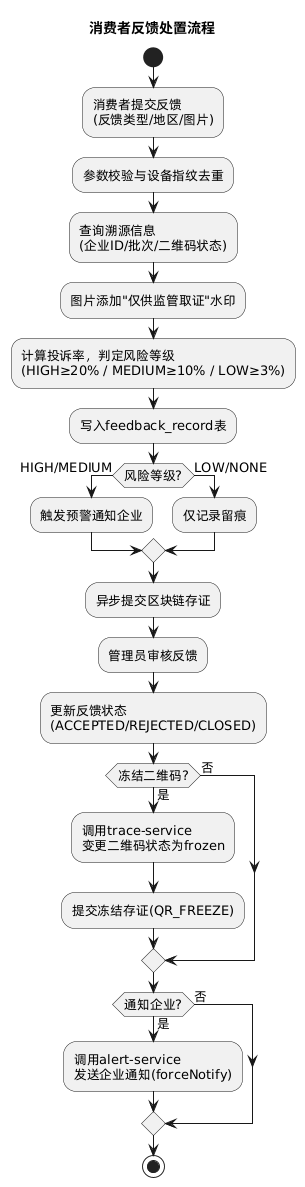 消费者反馈处置流程
消费者提交反馈
(反馈类型/地区/图片)
参数校验与设备指纹去重
查询溯源信息
(企业ID/批次/二维码状态)
图片添加"仅供监管取证"水印
计算投诉率，判定风险等级
(HIGH≥20% / MEDIUM≥10% / LOW≥3%)
写入feedback_record表
HIGH/MEDIUM
风险等级?
LOW/NONE
触发预警通知企业
仅记录留痕
异步提交区块链存证
管理员审核反馈
更新反馈状态
(ACCEPTED/REJECTED/CLOSED)
冻结二维码?
否
是
调用trace-service
变更二维码状态为frozen
提交冻结存证(QR_FREEZE)
通知企业?
否
是
调用alert-service
发送企业通知(forceNotify)